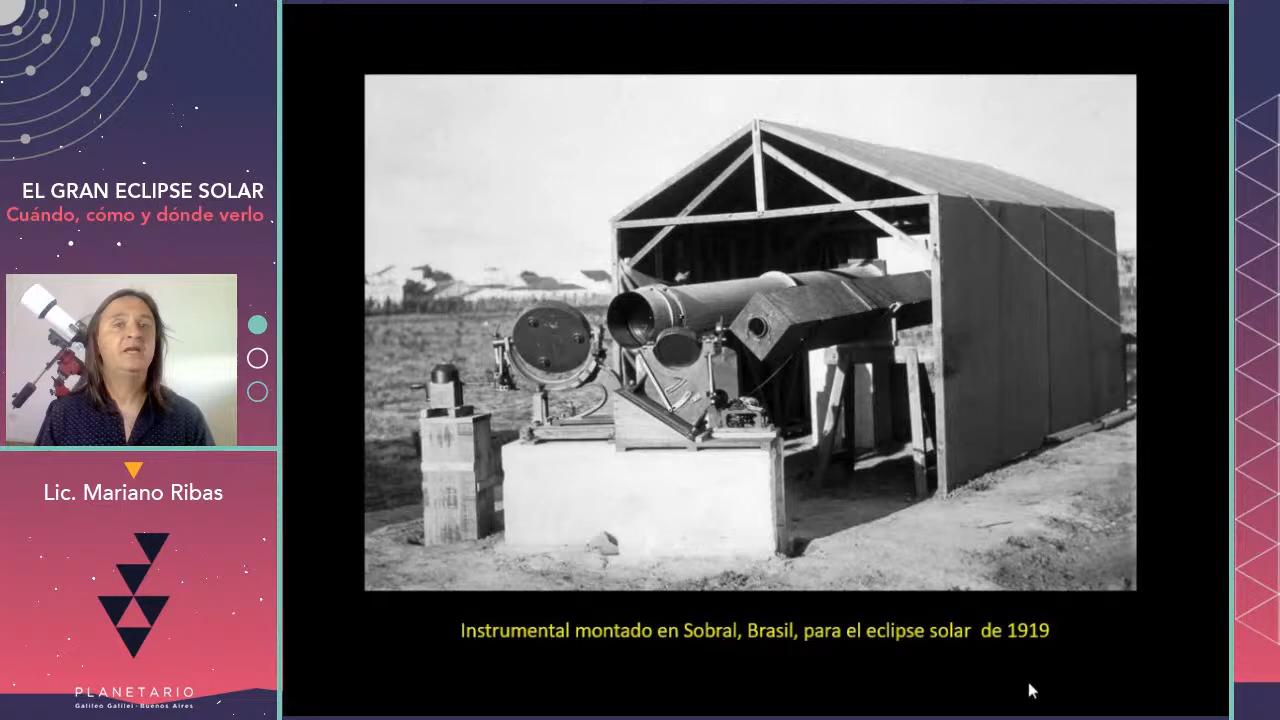 EL GRAN ECLIPSE SOLAR
Cuándo, cómo y dónde verlo
Lic. Mariano Ribas
PLANETARIO
Galileo Galilei - Buenos Aires
Instrumental montado en Sobral, Brasil, para el eclipse solar de 1919